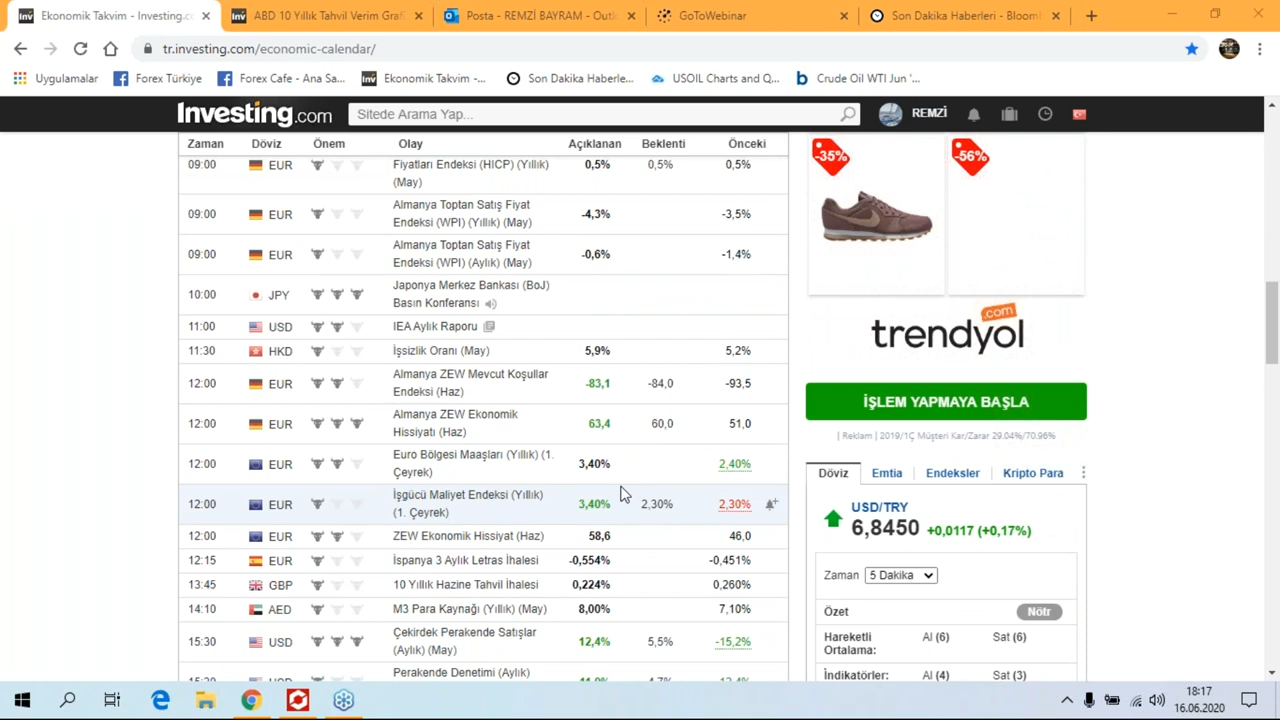 Ekonomik Takvim - Investing.co
ABD 10 Yıllık Tahvil Verim Grafi
Posta - REMZİ BAYRAM - Outl
GoToWebinar
Son Dakika Haberleri - Bloomb
tr.investing.com/economic-calendar/
Uygulamalar
Forex Türkiye
Forex Cafe - Ana Sa...
Ekonomik Takvim -...
Son Dakika Haberle...
USOIL Charts and Q...
Crude Oil WTI Jun '...
Investing.com
Sitede Arama Yap...
REMZİ
Zaman Döviz Önem Olay Açıklanan Beklenti Önceki
09:00 EUR Fiyatları Endeksi (HICP) (Yıllık) 0,5% 0,5% 0,5%
(May)
Almanya Toptan Satış Fiyat
09:00 EUR -4,3% -3,5%
Endeksi (WPI) (Yıllık) (May)
Almanya Toptan Satış Fiyat
09:00 EUR -0,6% -1,4%
Endeksi (WPI) (Aylık) (May)
Japonya Merkez Bankası (BoJ)
10:00 JPY
Basın Konferansı
11:00 USD IEA Aylık Raporu
11:30 HKD İşsizlik Oranı (May) 5,9% 5,2%
Almanya ZEW Mevcut Koşullar
12:00 EUR -83,1 -84,0 -93,5
Endeksi (Haz)
Almanya ZEW Ekonomik
12:00 EUR 63,4 60,0 51,0
Hissiyatı (Haz)
Euro Bölgesi Maaşları (Yıllık) (1.
12:00 EUR 3,40% 2,40%
Çeyrek)
İşgücü Maliyet Endeksi (Yıllık)
12:00 EUR 3,40% 2,30% 2,30%
(1. Çeyrek)
12:00 EUR ZEW Ekonomik Hissiyat (Haz) 58,6 46,0
12:15 EUR İspanya 3 Aylık Letras İhalesi -0,554% -0,451%
13:45 GBP 10 Yıllık Hazine Tahvil İhalesi 0,224% 0,260%
14:10 AED M3 Para Kaynağı (Yıllık) (May) 8,00% 7,10%
Çekirdek Perakende Satışlar
15:30 USD 12,4% 5,5% -15,2%
(Aylık) (May)
Perakende Denetimi (Aylık)
-35%
-56%
trendyol
.com
İŞLEM YAPMAYA BAŞLA
| Reklam | 2019/1Ç Müşteri Kar/Zarar 29.04%/70.96%
Döviz Emtia Endeksler Kripto Para
USD/TRY
6,8450 +0,0117 (+0,17%)
Zaman 5 Dakika
Özet Nötr
Hareketli Al (6) Sat (6)
Ortalama:
İndikatörler: Al (4) Sat (3)
18:17
16.06.2020